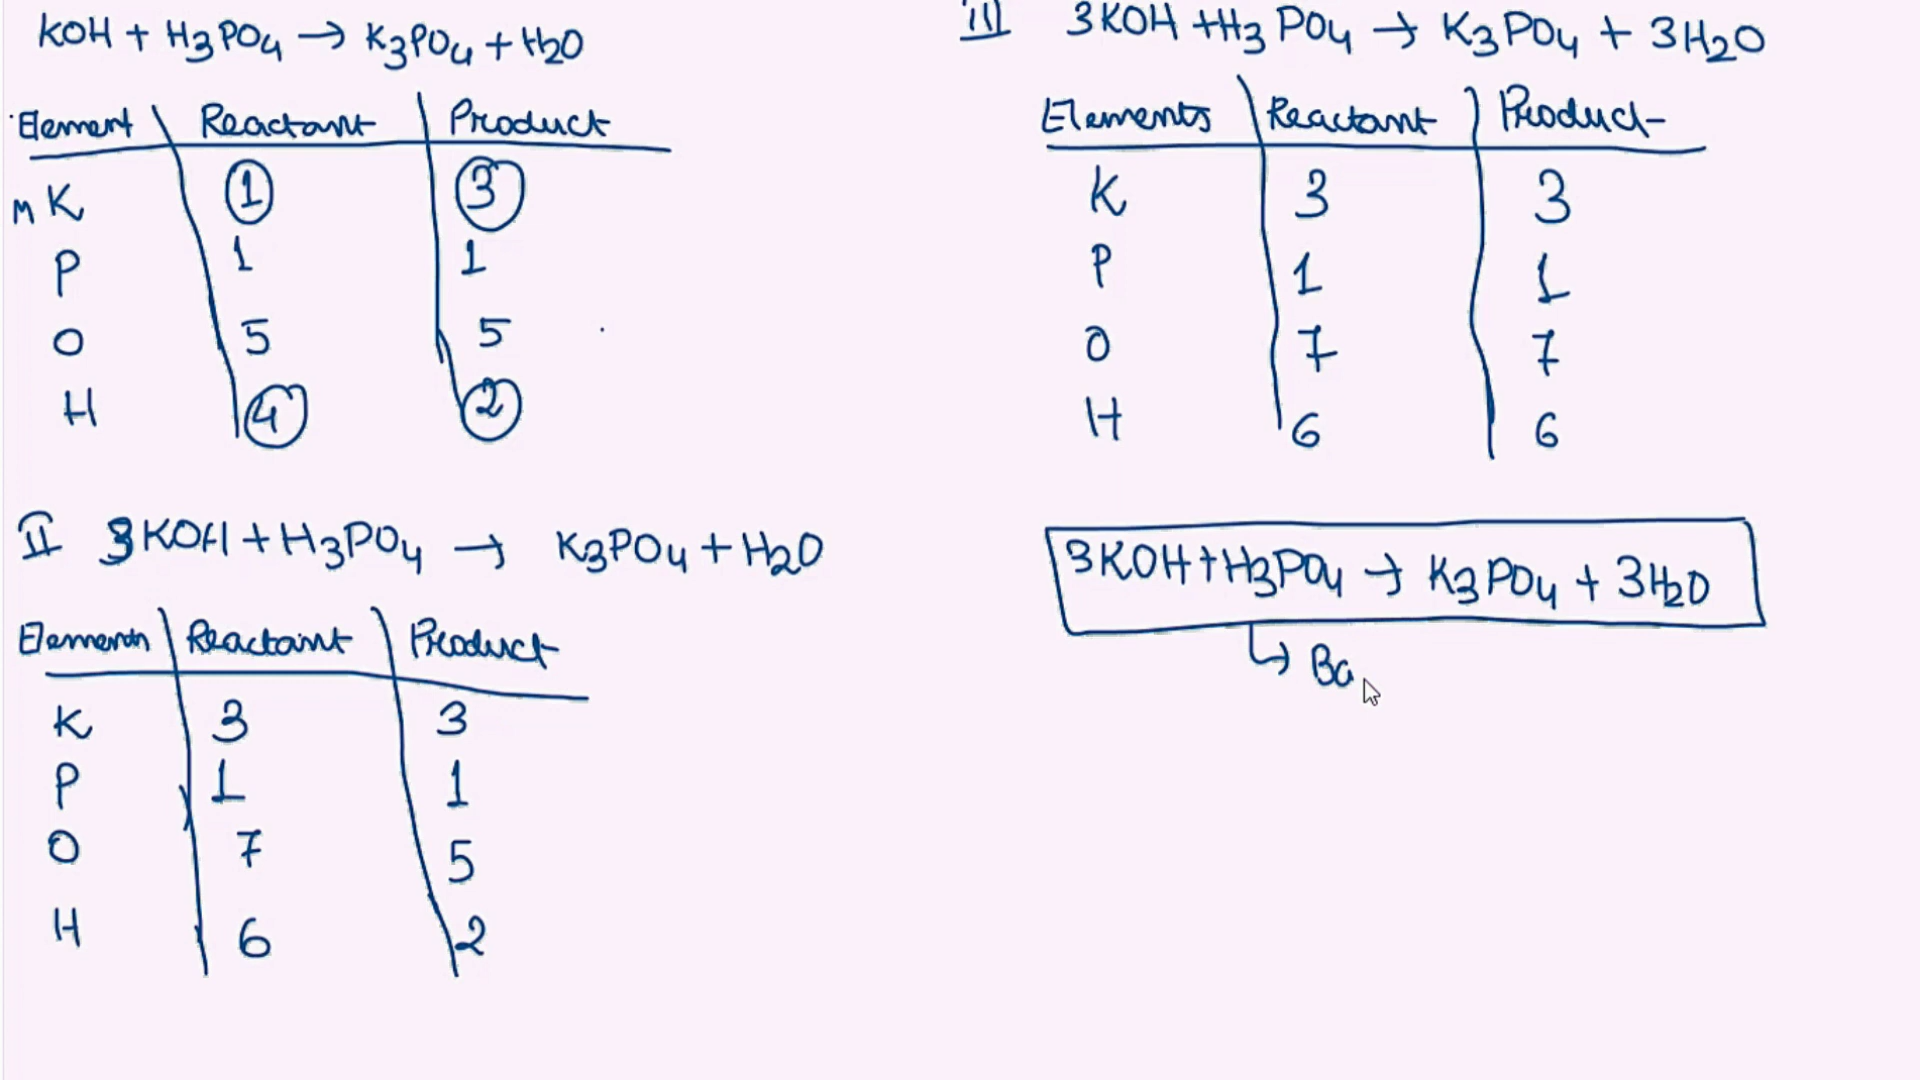 KOH + H₃PO₄ → K₃PO₄ + H₂O
Element Reactant Product
M K 1 3
P 1 1
O 5 5
H 4 2
II 3KOH + H₃PO₄ → K₃PO₄ + H₂O
Elements Reactant Product
K 3 3
P 1 1
O 7 5
H 6 2
III 3KOH + H₃PO₄ → K₃PO₄ + 3H₂O
Elements Reactant Product
K 3 3
P 1 1
O 7 7
H 6 6
3KOH + H₃PO₄ → K₃PO₄ + 3H₂O
↳ Ba